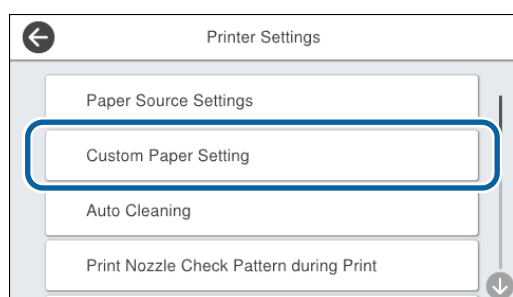 Printer Settings
Paper Source Settings
Custom Paper Setting
Auto Cleaning
Print Nozzle Check Pattern during Print